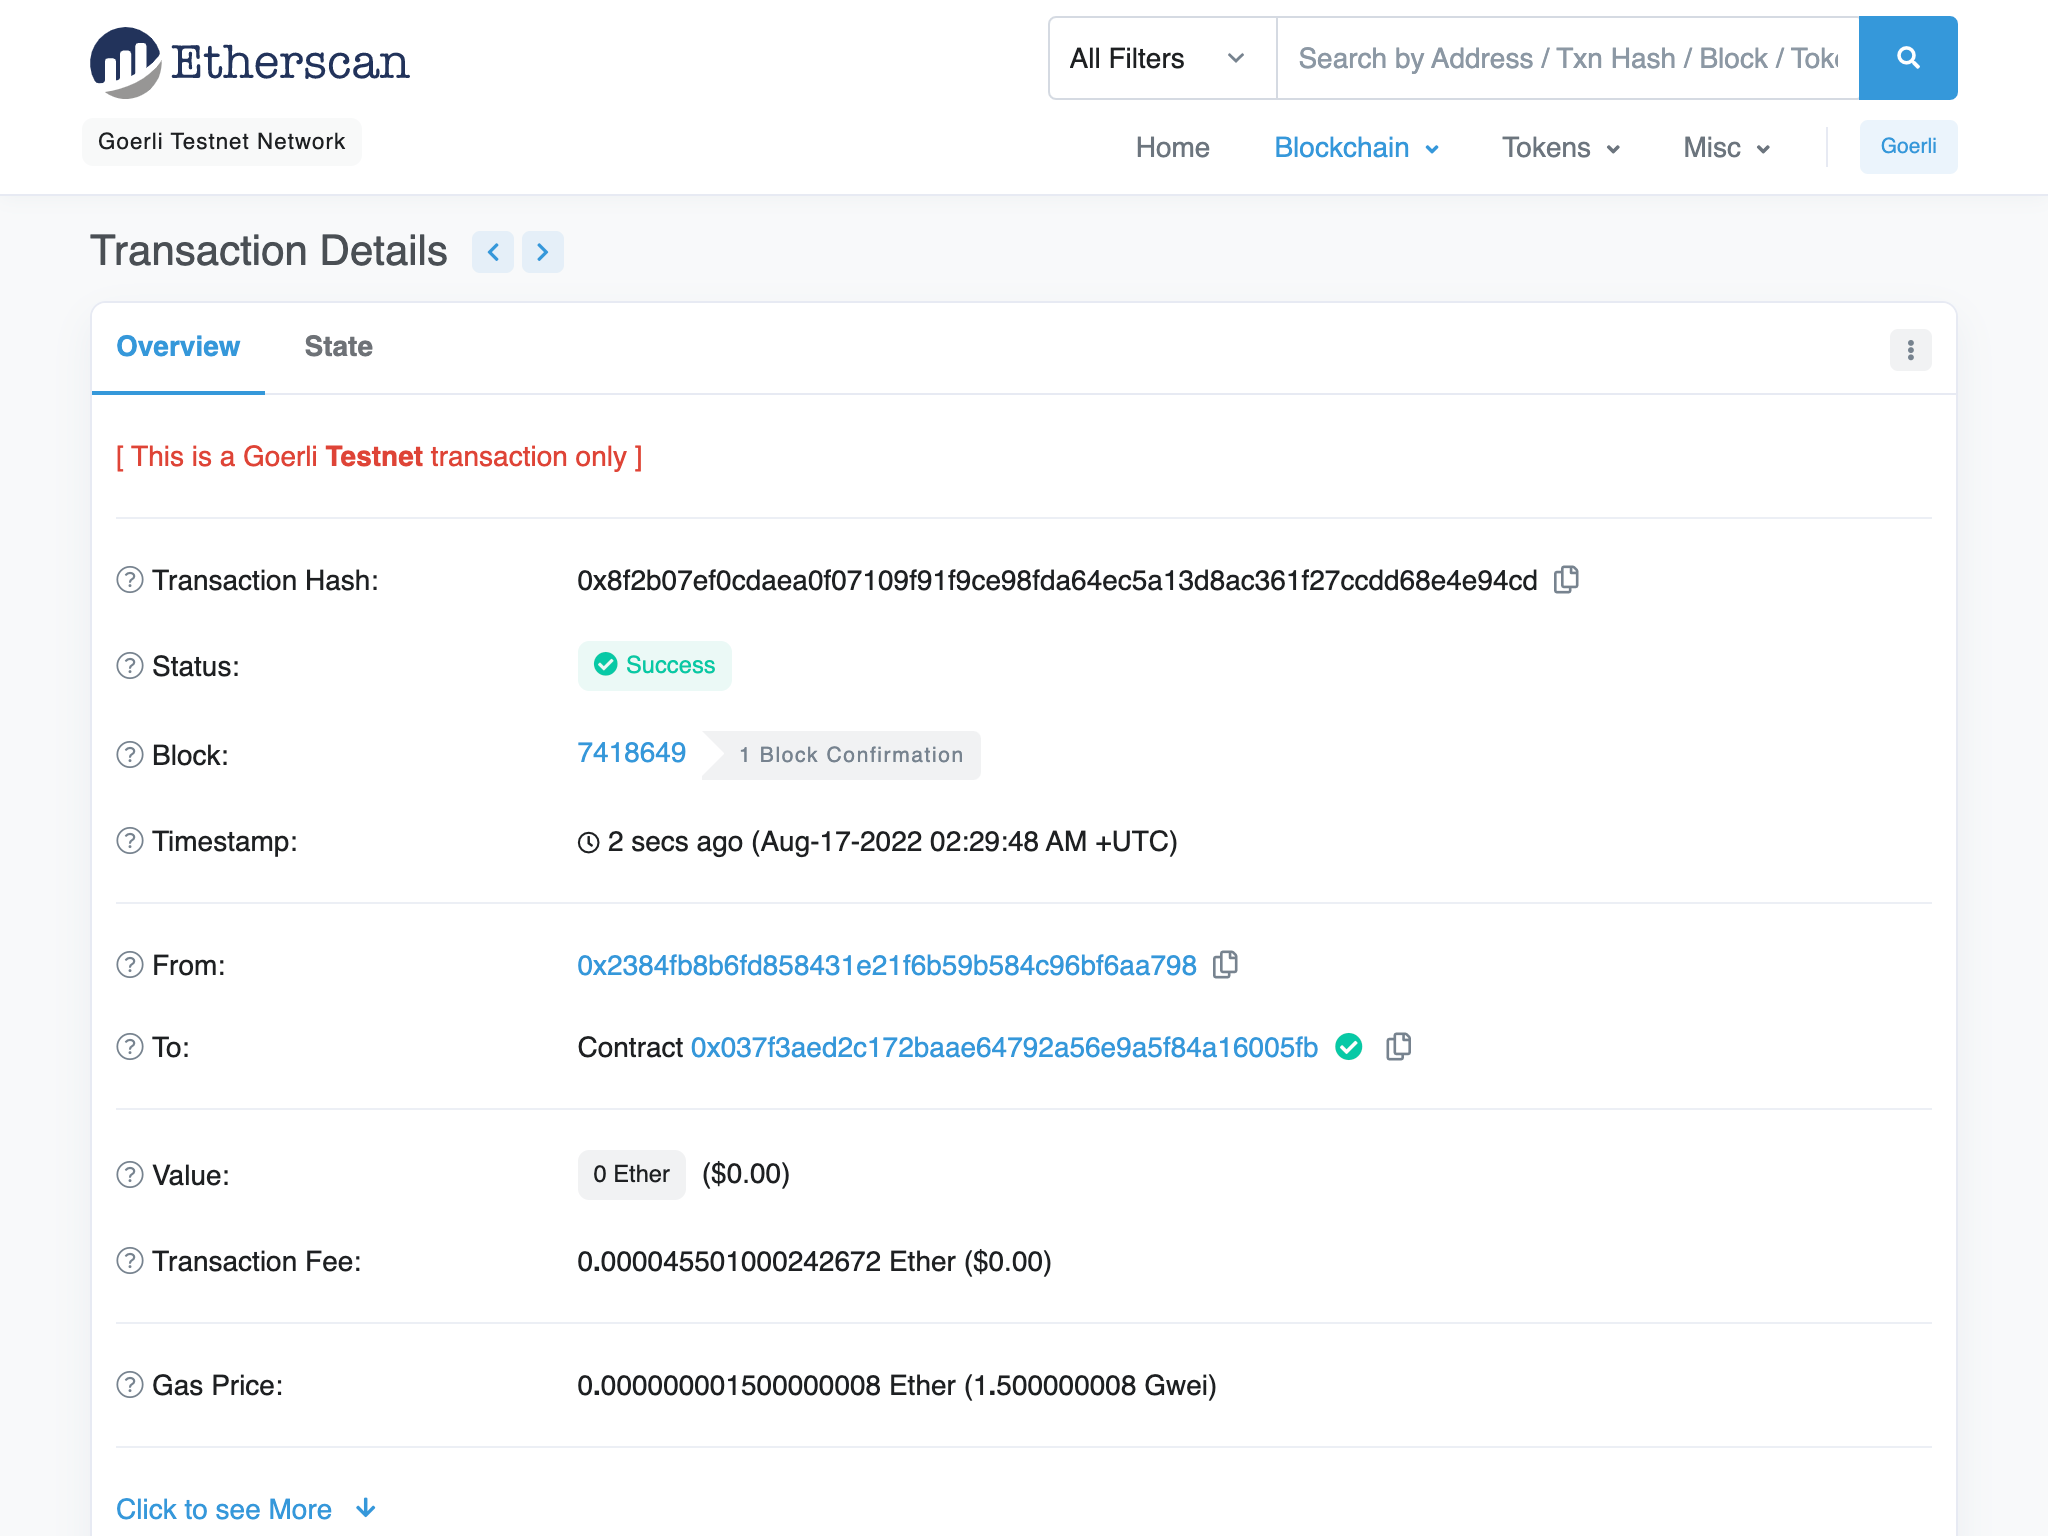 Etherscan
All Filters
Search by Address / Txn Hash / Block / Toke
Goerli Testnet Network
Home Blockchain Tokens Misc Goerli
Transaction Details
Overview State
[ This is a Goerli Testnet transaction only ]
Transaction Hash: 0x8f2b07ef0cdaea0f07109f91f9ce98fda64ec5a13d8ac361f27ccdd68e4e94cd
Status: Success
Block: 7418649 1 Block Confirmation
Timestamp: 2 secs ago (Aug-17-2022 02:29:48 AM +UTC)
From: 0x2384fb8b6fd858431e21f6b59b584c96bf6aa798
To: Contract 0x037f3aed2c172baae64792a56e9a5f84a16005fb
Value: 0 Ether ($0.00)
Transaction Fee: 0.000045501000242672 Ether ($0.00)
Gas Price: 0.000000001500000008 Ether (1.500000008 Gwei)
Click to see More